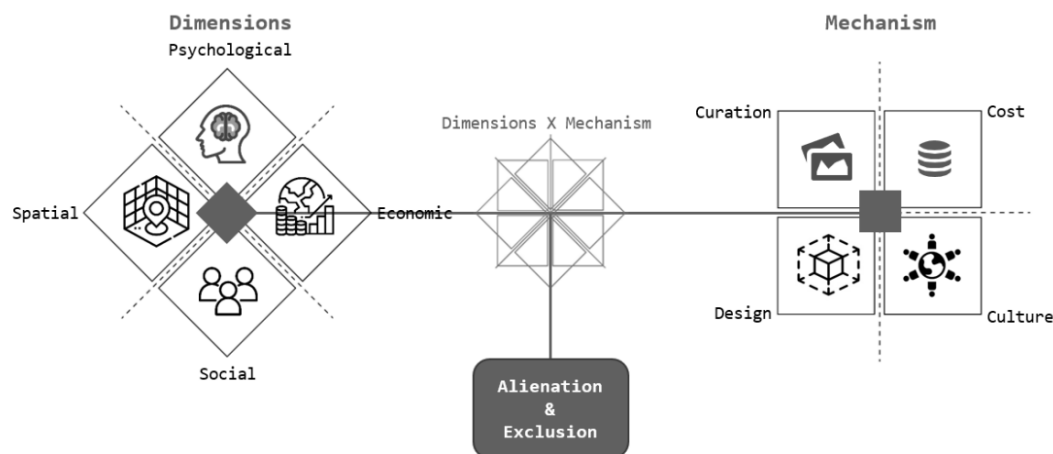 Dimensions
Psychological
Spatial
Economic
Social
Dimensions X Mechanism
Alienation
&
Exclusion
Mechanism
Curation
Cost
Design
Culture